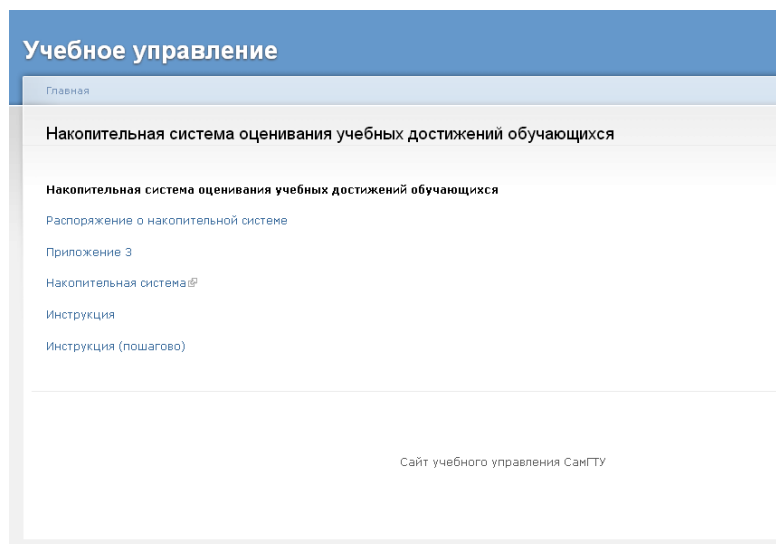 Учебное управление
Главная
Накопительная система оценивания учебных достижений обучающихся
Накопительная система оценивания учебных достижений обучающихся
Распоряжение о накопительной системе
Приложение 3
Накопительная система
Инструкция
Инструкция (пошагово)
Сайт учебного управления СамГТУ